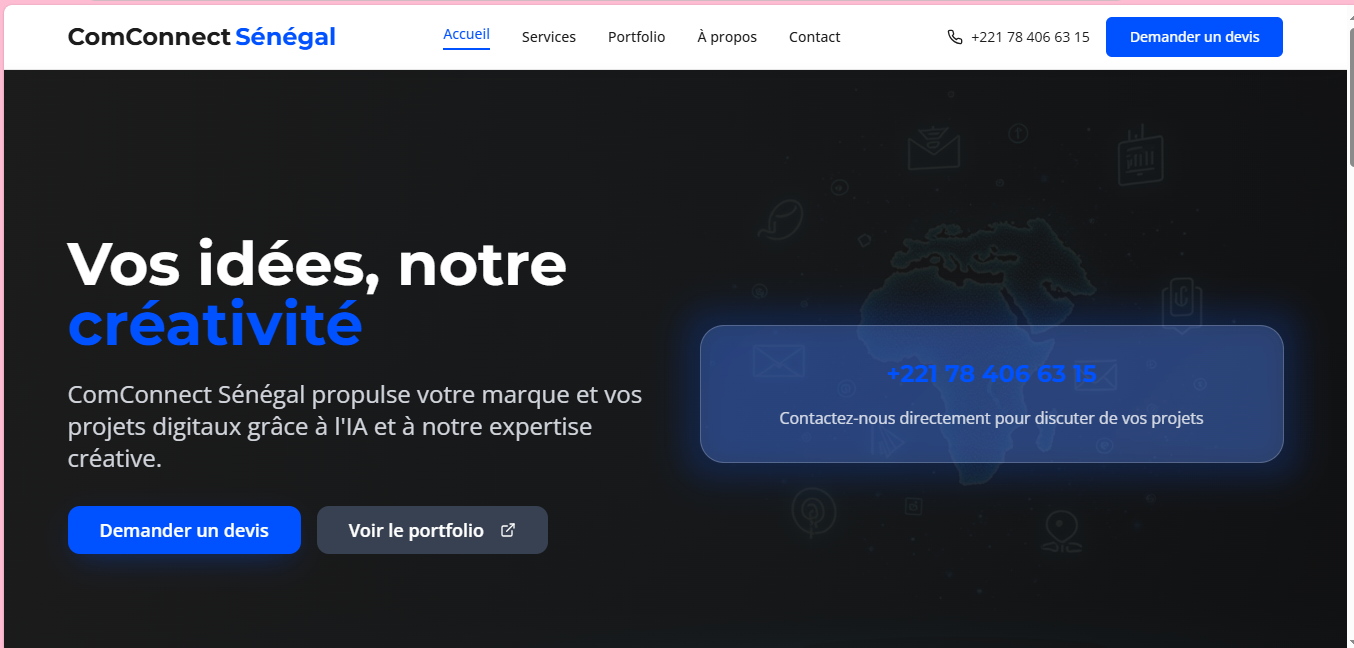 ComConnect Sénégal
Accueil
Services
Portfolio
À propos
Contact
+221 78 406 63 15
Demander un devis
Vos idées, notre
créativité
ComConnect Sénégal propulse votre marque et vos
projets digitaux grâce à l'IA et à notre expertise
créative.
Demander un devis
Voir le portfolio
+221 78 406 63 15
Contactez-nous directement pour discuter de vos projets